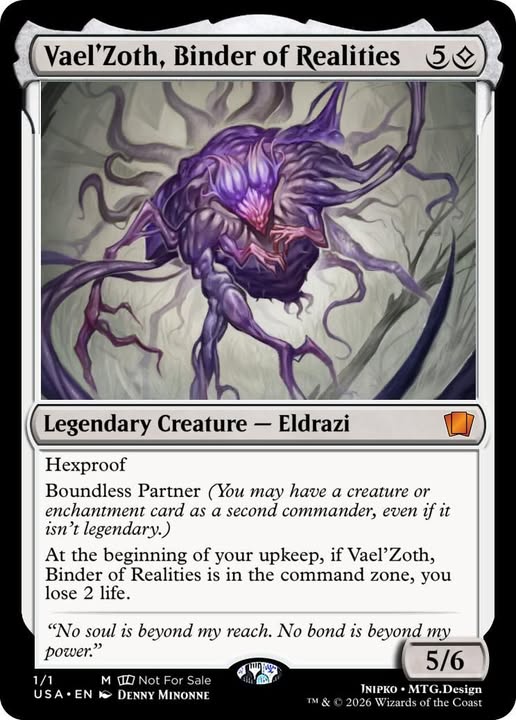 Vael'Zoth, Binder of Realities 5
Legendary Creature — Eldrazi
Hexproof
Boundless Partner (You may have a creature or
enchantment card as a second commander, even if it
isn't legendary.)
At the beginning of your upkeep, if Vael'Zoth,
Binder of Realities is in the command zone, you
lose 2 life.
“No soul is beyond my reach. No bond is beyond my
power.”
5/6
1/1 M Not For Sale
USA • EN Denny Minonne
Jnipko • MTG.Design
™ & © 2026 Wizards of the Coast